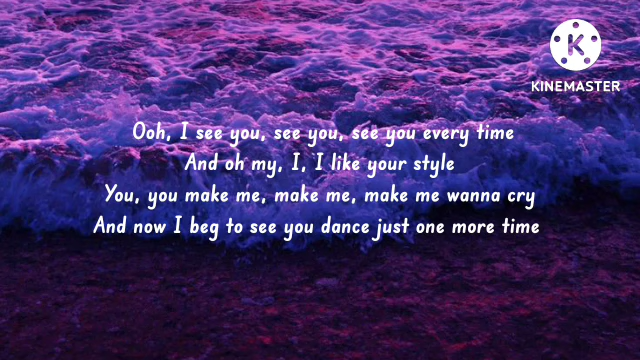 KINEMASTER
Ooh, I see you, see you, see you every time
And oh my, I, I like your style
You, you make me, make me, make me wanna cry
And now I beg to see you dance just one more time